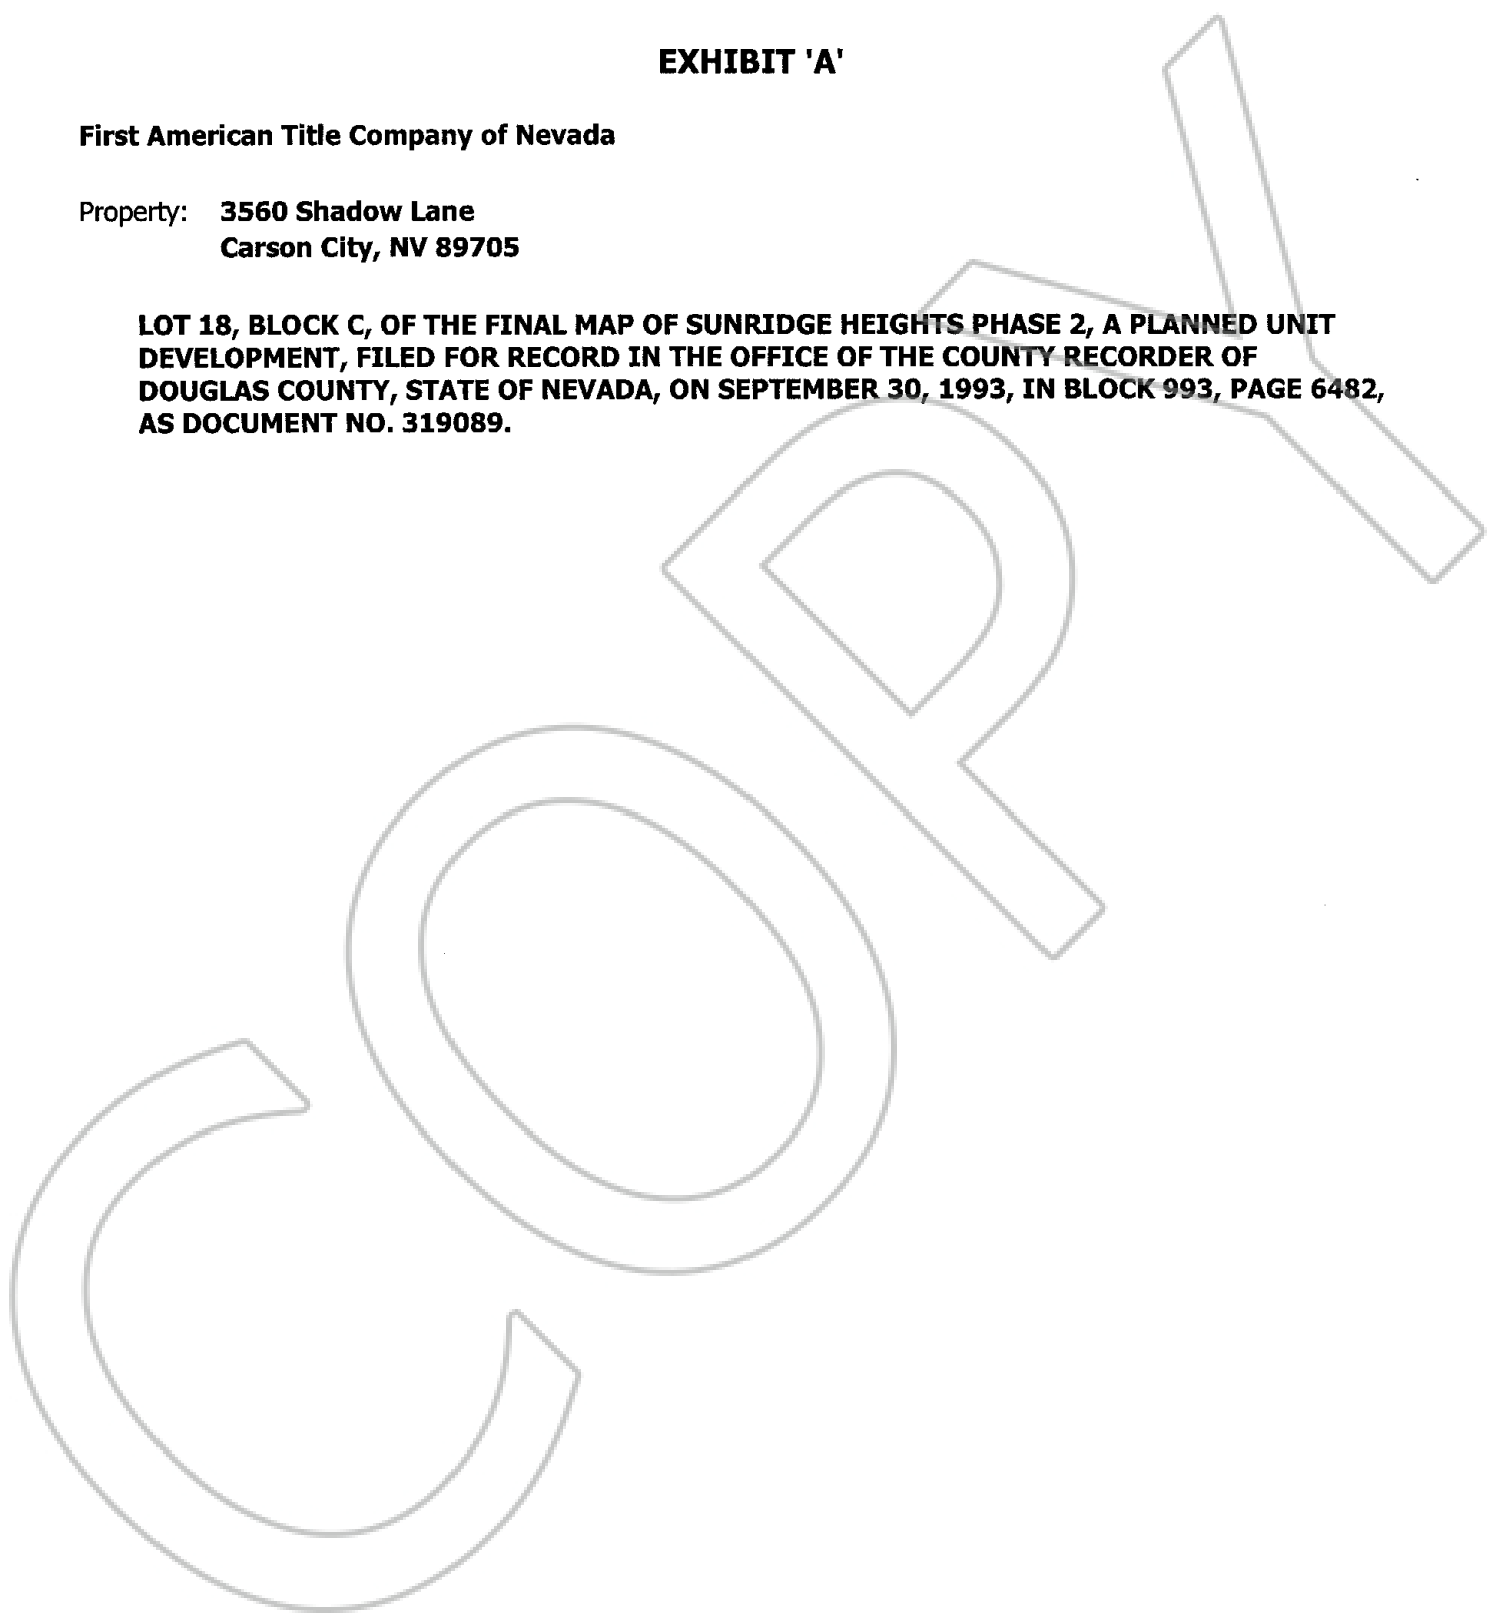 EXHIBIT 'A'
First American Title Company of Nevada
Property: 3560 Shadow Lane
Carson City, NV 89705
LOT 18, BLOCK C, OF THE FINAL MAP OF SUNRIDGE HEIGHTS PHASE 2, A PLANNED UNIT
DEVELOPMENT, FILED FOR RECORD IN THE OFFICE OF THE COUNTY RECORDER OF
DOUGLAS COUNTY, STATE OF NEVADA, ON SEPTEMBER 30, 1993, IN BLOCK 993, PAGE 6482,
AS DOCUMENT NO. 319089.
COPY